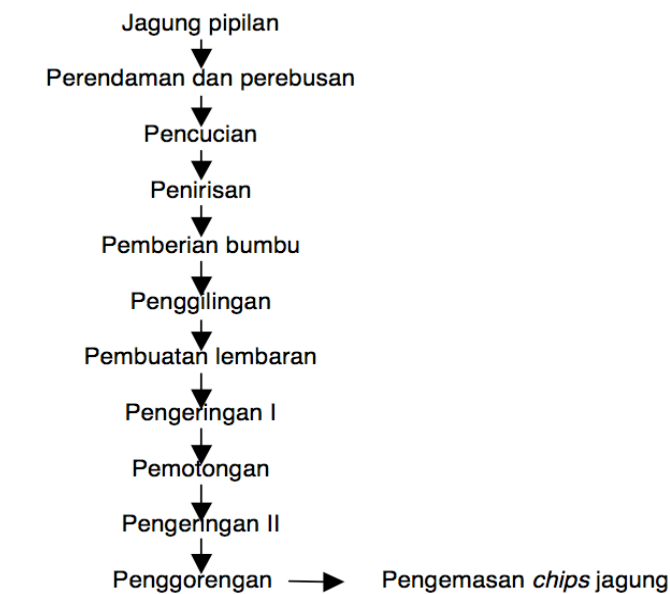 Jagung pipilan
Perendaman dan perebusan
Pencucian
Penirisan
Pemberian bumbu
Penggilingan
Pembuatan lembaran
Pengeringan I
Pemotongan
Pengeringan II
Penggorengan Pengemasan chips jagung